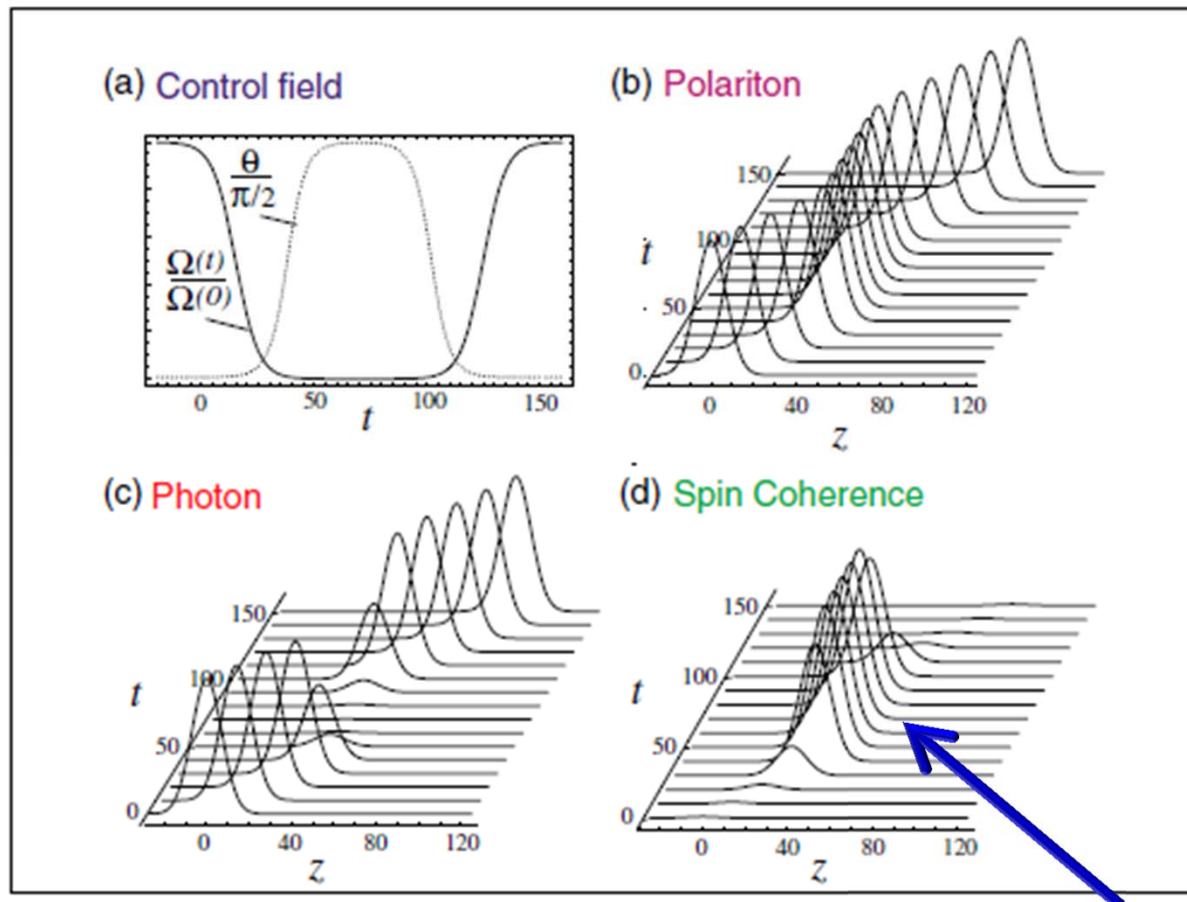 (a) Control field
θ
π/2
Ω(t)
Ω(0)
0 50 100 150
t
(b) Polariton
150
100
t
50
0
0 40 80 120
z
(c) Photon
150
100
t
50
0
0 40 80 120
z
(d) Spin Coherence
150
100
t
50
0
0 40 80 120
z